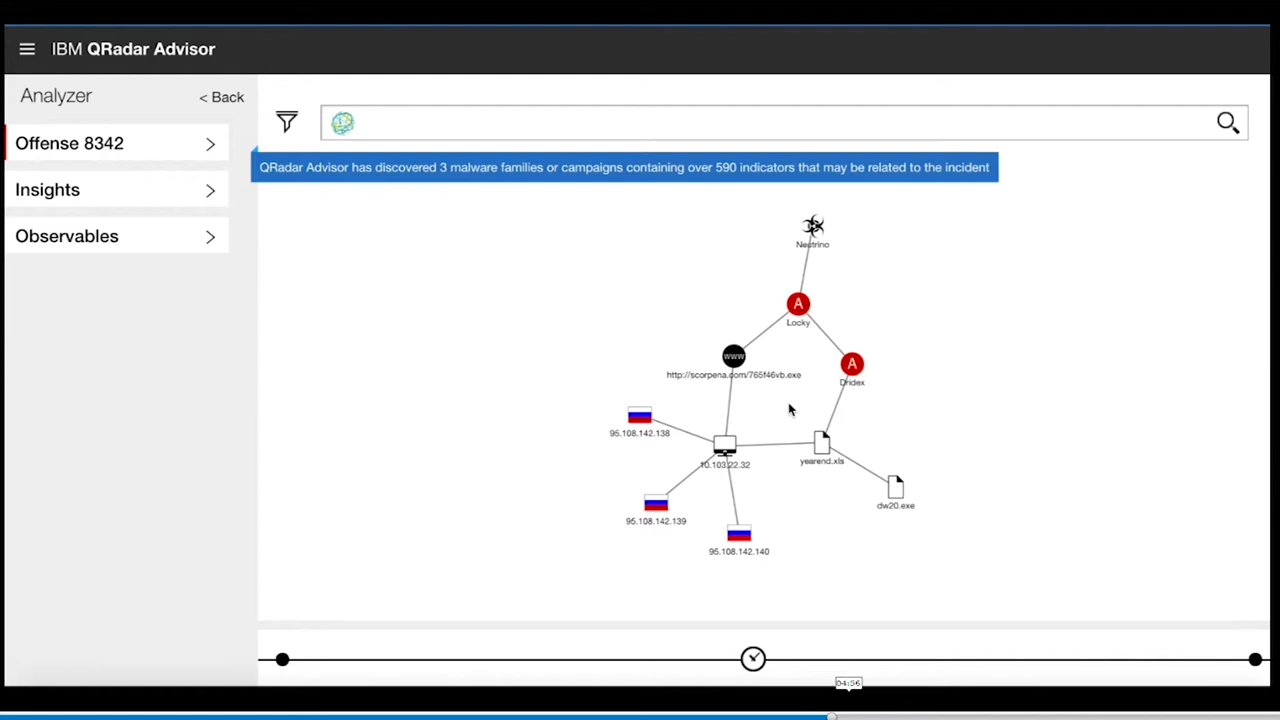 IBM QRadar Advisor
Analyzer
< Back
Offense 8342
Insights
Observables
QRadar Advisor has discovered 3 malware families or campaigns containing over 590 indicators that may be related to the incident
Neutrino
A
Locky
www
http://scorpena.com/765f46vb.exe
A
Dridex
95.108.142.138
10.103.22.32
yearend.xls
dw20.exe
95.108.142.139
95.108.142.140
04:56